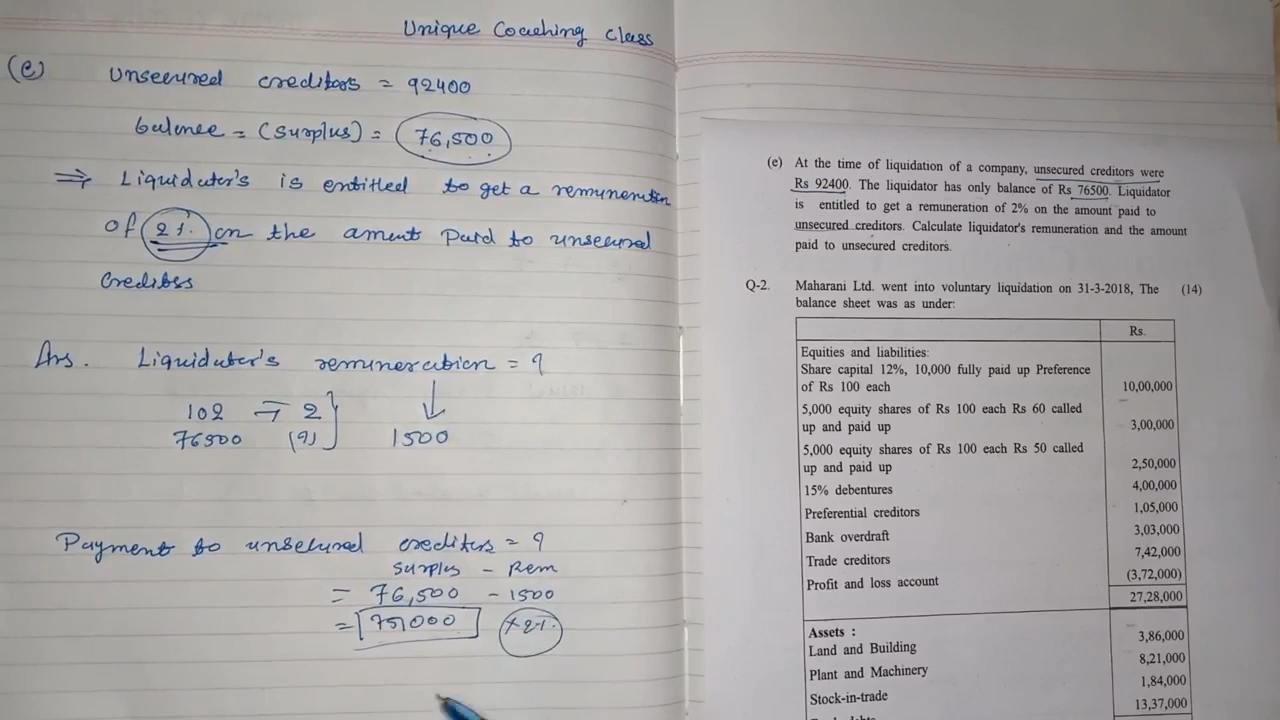 Unique Coaching Class
(e) Unsecured creditors = 92400
balance = (surplus) = 76,500
⇒ Liquidator's is entitled to get a remuneration
of 2% on the amount Paid to unsecured
creditors
Ans. Liquidator's remuneration = ?
102 ⇒ 2
76500 (?) 1500
Payment to unsecured creditors = ?
surplus - Rem
= 76,500 - 1500
= 75,000 × 2%
(e) At the time of liquidation of a company, unsecured creditors were
Rs 92400. The liquidator has only balance of Rs 76500. Liquidator
is entitled to get a remuneration of 2% on the amount paid to
unsecured creditors. Calculate liquidator's remuneration and the amount
paid to unsecured creditors.
Q-2. Maharani Ltd. went into voluntary liquidation on 31-3-2018, The (14)
balance sheet was as under:
Rs.
Equities and liabilities:
Share capital 12%, 10,000 fully paid up Preference
of Rs 100 each 10,00,000
5,000 equity shares of Rs 100 each Rs 60 called
up and paid up 3,00,000
5,000 equity shares of Rs 100 each Rs 50 called
up and paid up 2,50,000
15% debentures 4,00,000
Preferential creditors 1,05,000
Bank overdraft 3,03,000
Trade creditors 7,42,000
Profit and loss account (3,72,000)
27,28,000
Assets :
Land and Building 3,86,000
Plant and Machinery 8,21,000
Stock-in-trade 1,84,000
13,37,000